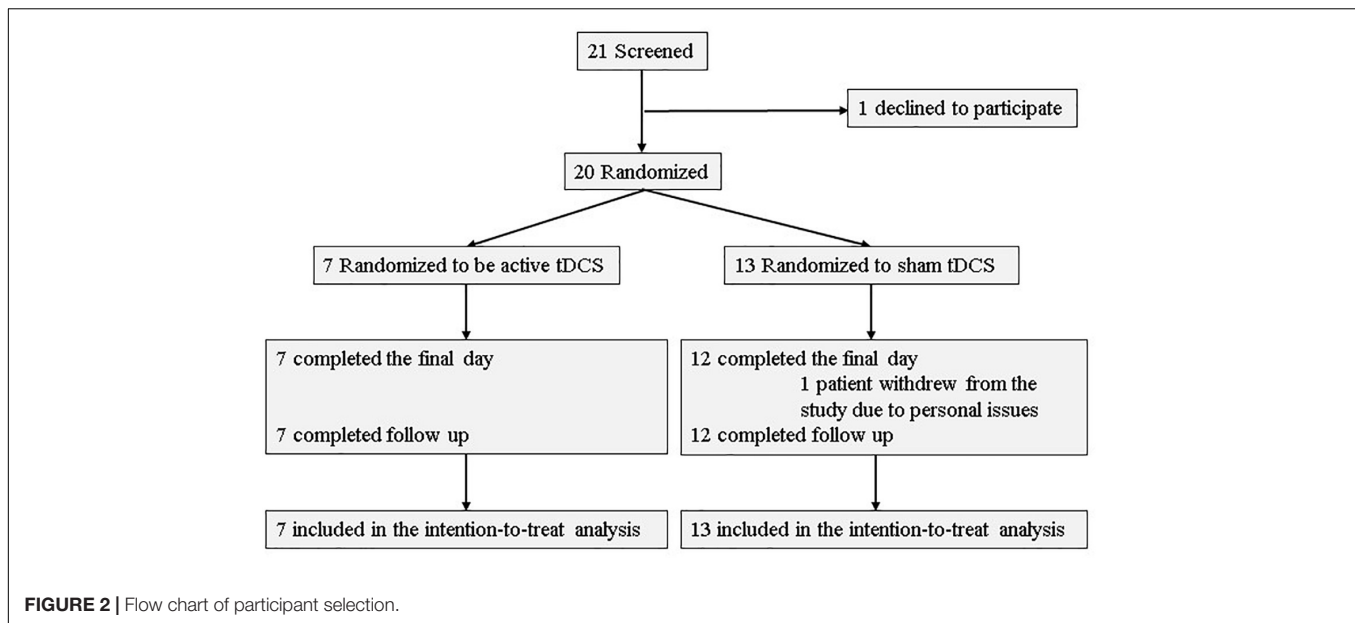 21 Screened
1 declined to participate
20 Randomized
7 Randomized to be active tDCS
13 Randomized to sham tDCS
7 completed the final day
7 completed follow up
12 completed the final day
1 patient withdrew from the
study due to personal issues
12 completed follow up
7 included in the intention-to-treat analysis
13 included in the intention-to-treat analysis
FIGURE 2 | Flow chart of participant selection.